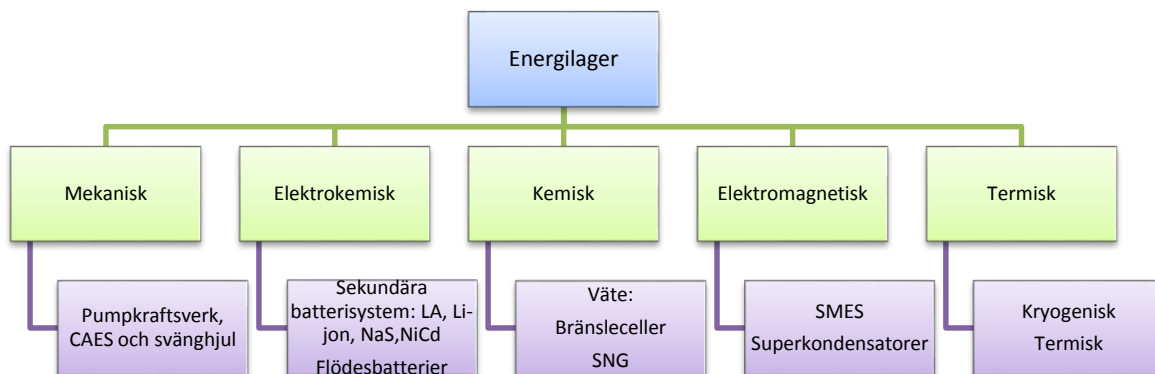 Energilager
Mekanisk
Elektrokemisk
Kemisk
Elektromagnetisk
Termisk
Pumpkraftsverk,
CAES och svänghjul
Sekundära
batterisystem: LA, Li-
jon, NaS,NiCd
Flödesbatterier
Väte:
Bränsleceller
SNG
SMES
Superkondensatorer
Kryogenisk
Termisk